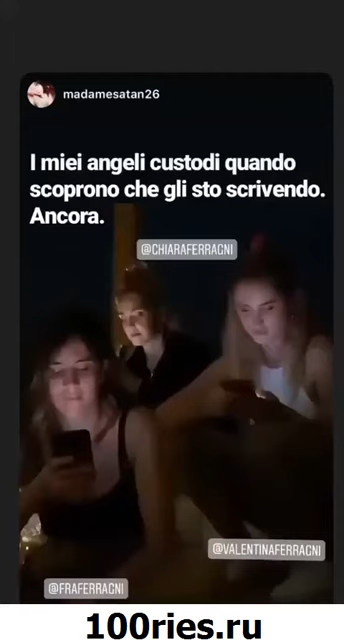 madamesatan26
I miei angeli custodi quando
scoprono che gli sto scrivendo.
Ancora.
@CHIARAFERRAGNI
@VALENTINAFERRAGNI
@FRAFERRAGNI
100ries.ru